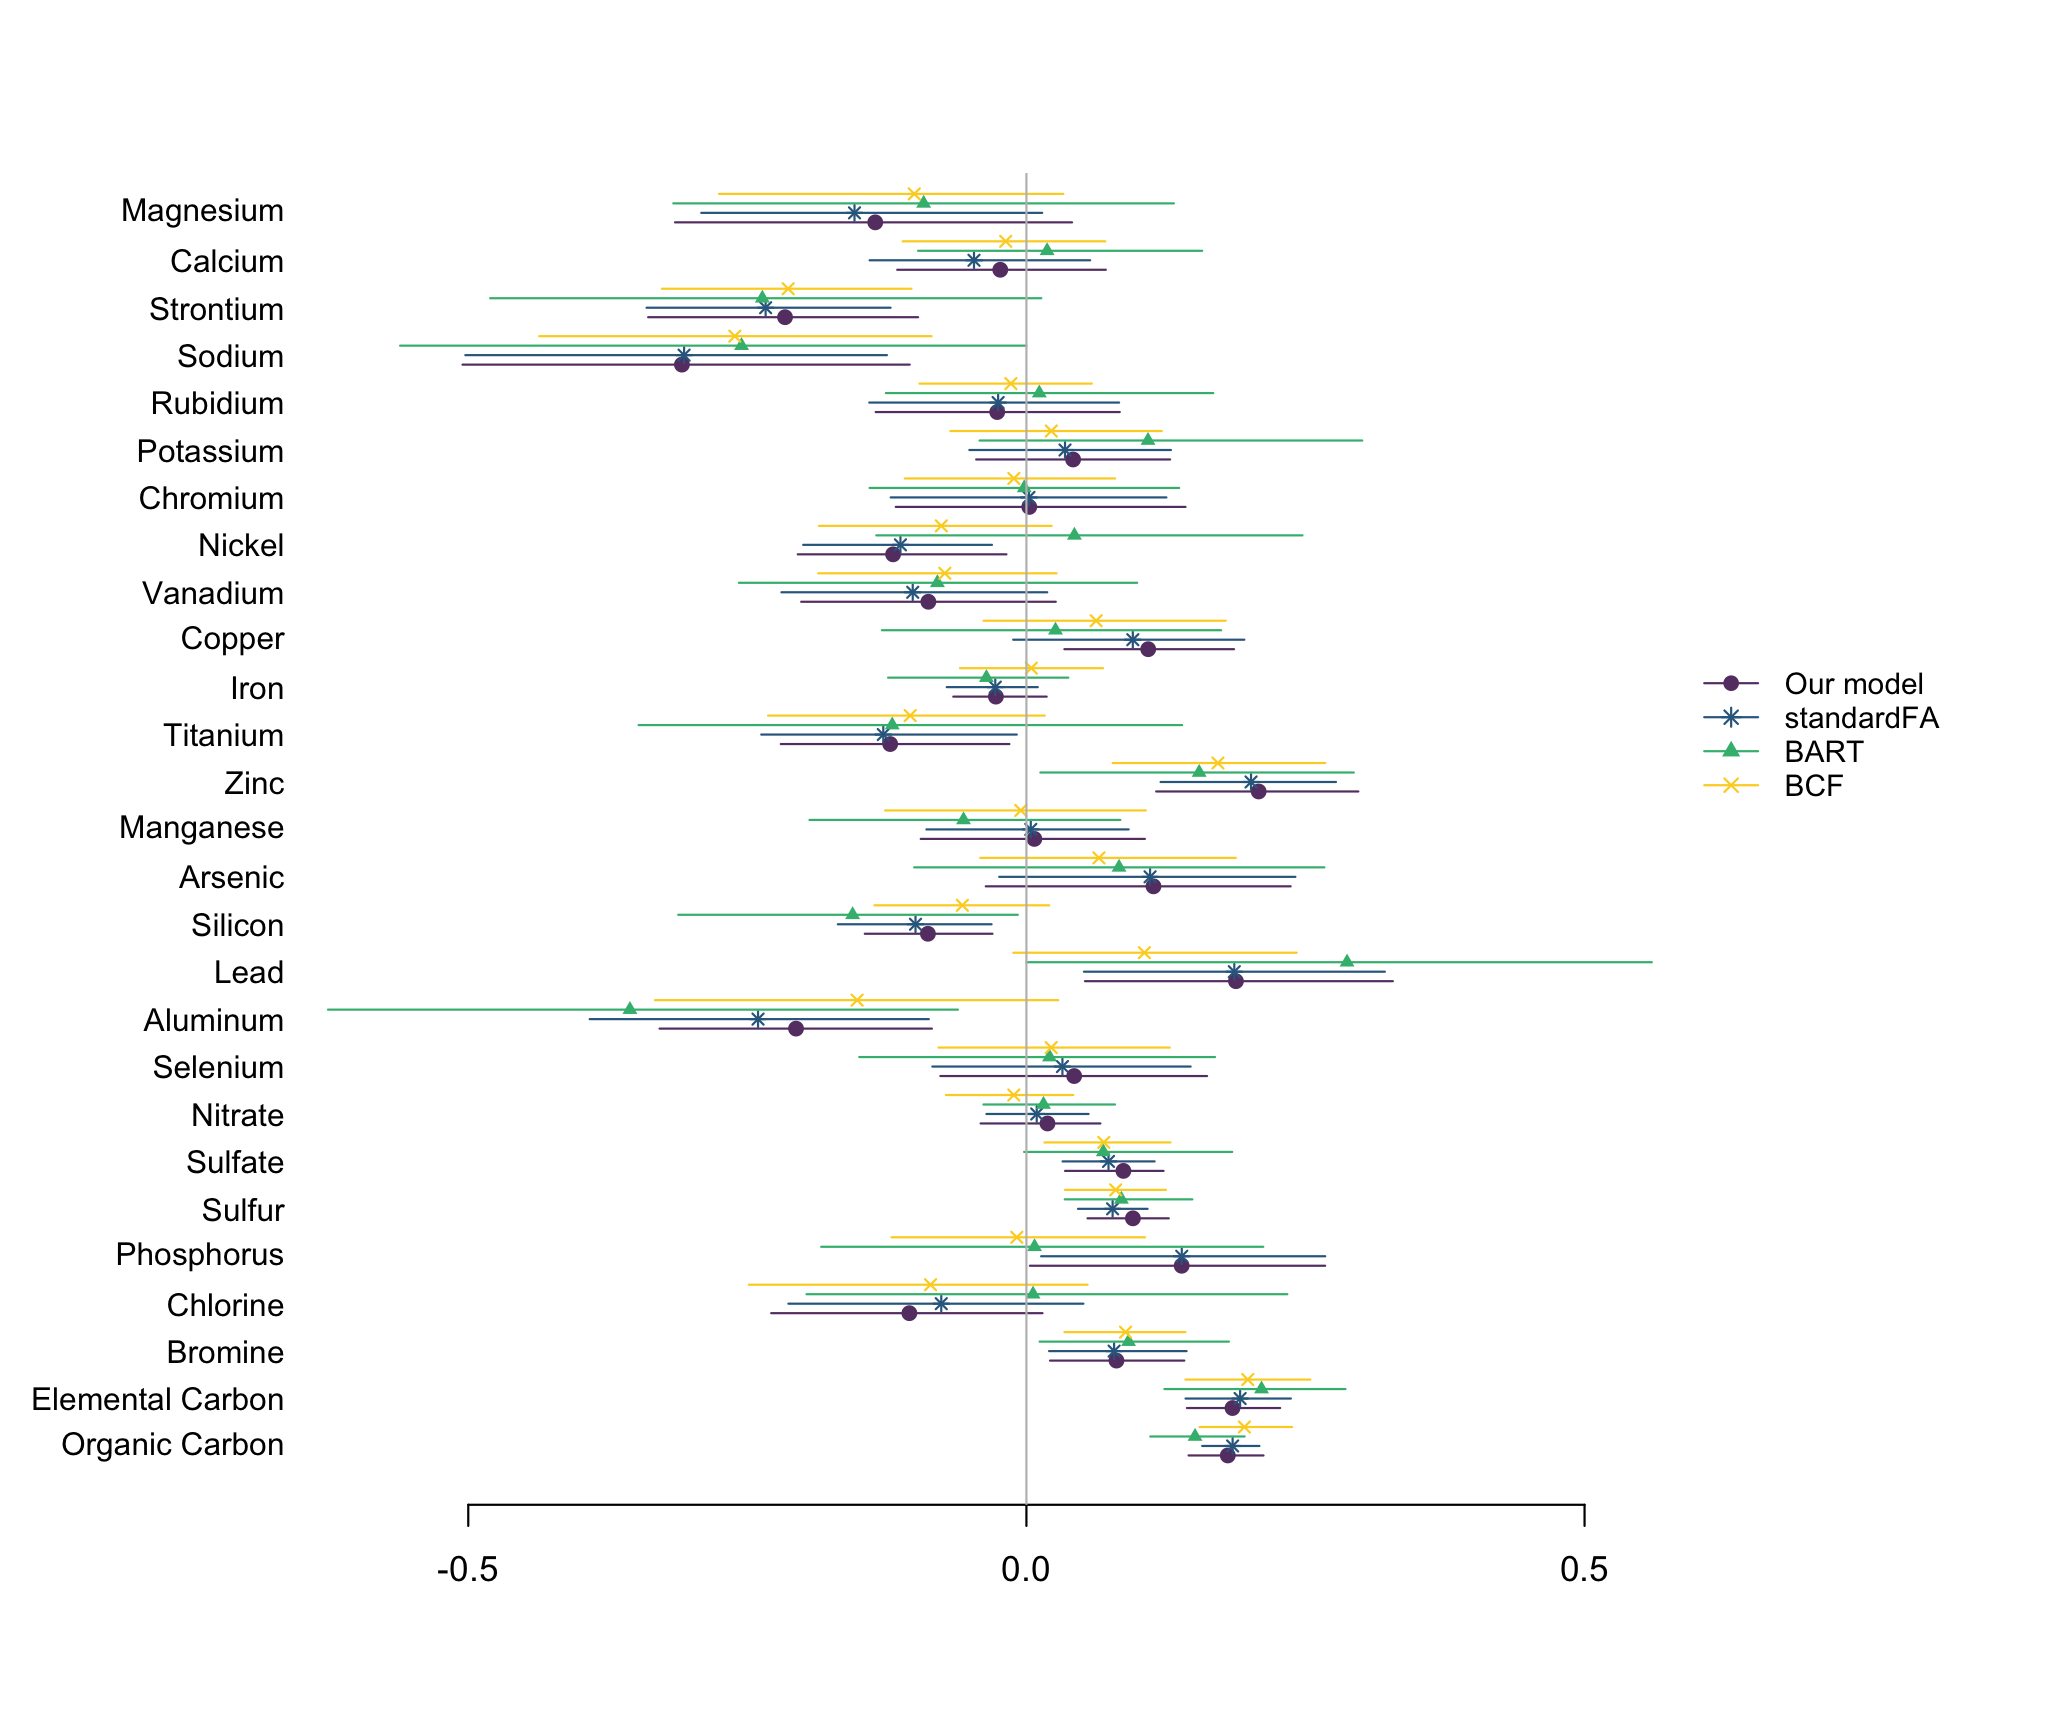 Magnesium
Calcium
Strontium
Sodium
Rubidium
Potassium
Chromium
Nickel
Vanadium
Copper
Iron
Titanium
Zinc
Manganese
Arsenic
Silicon
Lead
Aluminum
Selenium
Nitrate
Sulfate
Sulfur
Phosphorus
Chlorine
Bromine
Elemental Carbon
Organic Carbon
Our model
standardFA
BART
BCF
-0.5 0.0 0.5